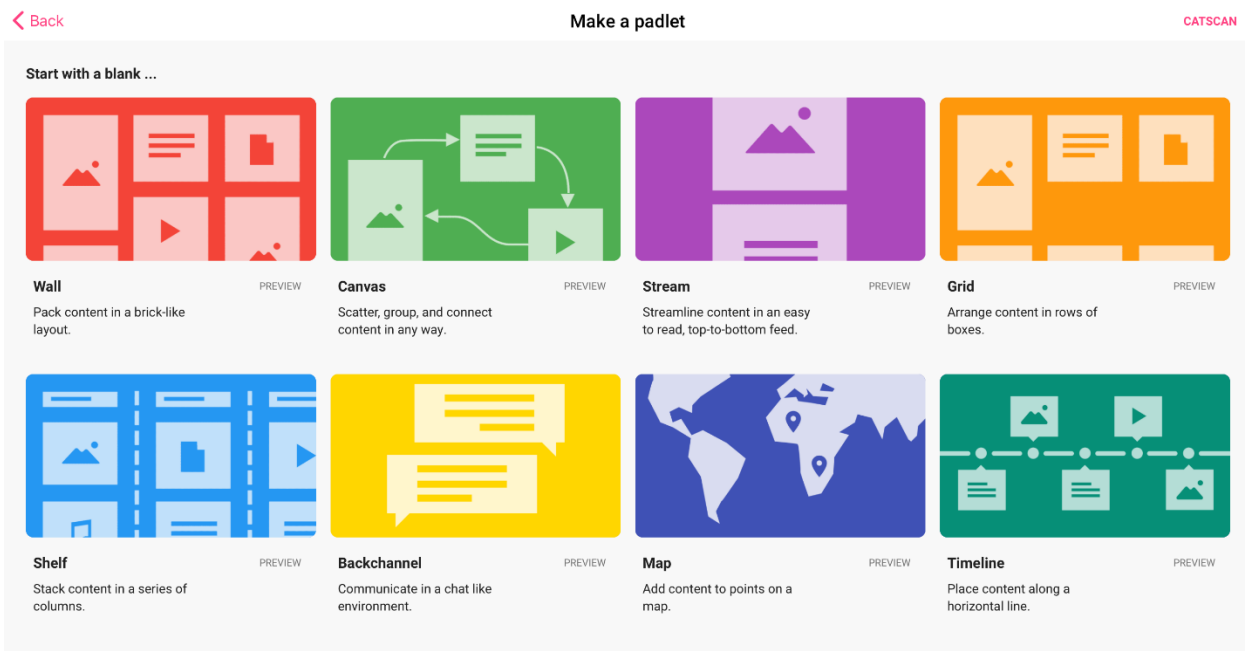 Back
Make a padlet
CATSCAN
Start with a blank ...
Wall
PREVIEW
Pack content in a brick-like
layout.
Canvas
PREVIEW
Scatter, group, and connect
content in any way.
Stream
PREVIEW
Streamline content in an easy
to read, top-to-bottom feed.
Grid
PREVIEW
Arrange content in rows of
boxes.
Shelf
PREVIEW
Stack content in a series of
columns.
Backchannel
PREVIEW
Communicate in a chat like
environment.
Map
PREVIEW
Add content to points on a
map.
Timeline
PREVIEW
Place content along a
horizontal line.